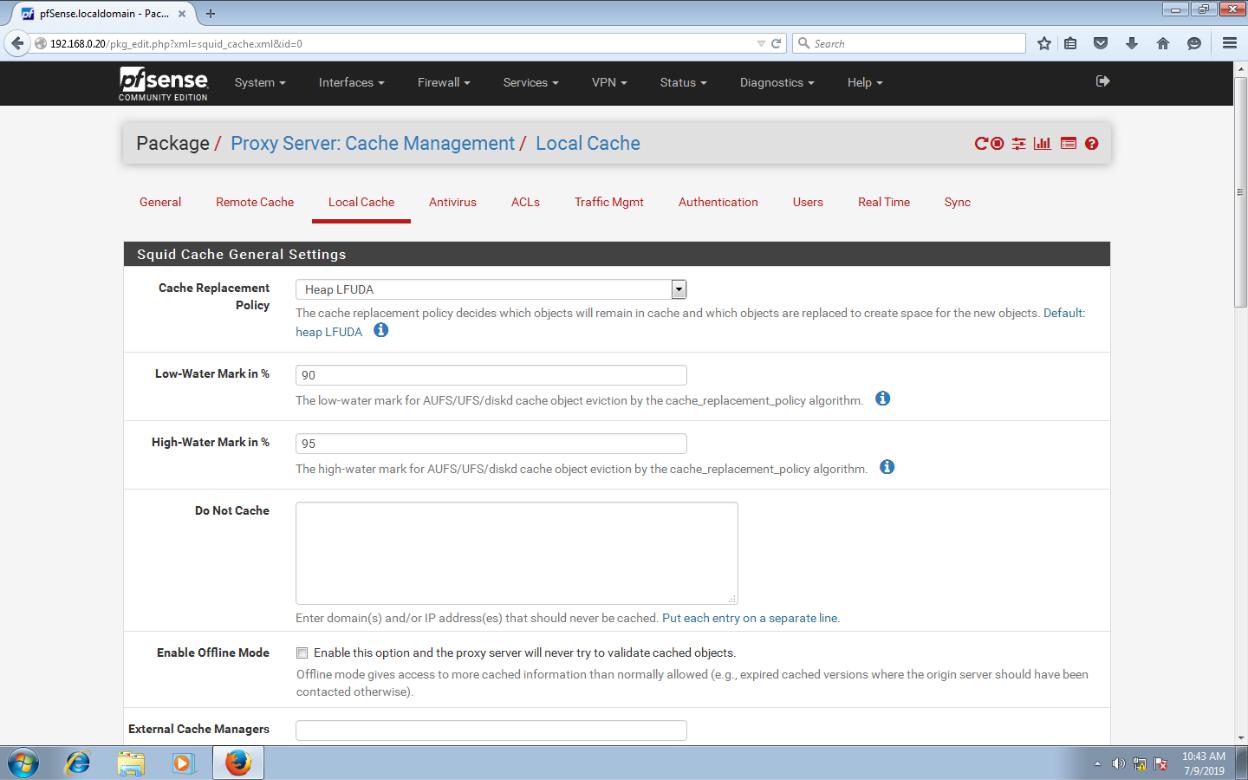 pfSense.localdomain - Pac...
192.168.0.20/pkg_edit.php?xml=squid_cache.xml&id=0
Search
pfsense
COMMUNITY EDITION
System Interfaces Firewall Services VPN Status Diagnostics Help
Package / Proxy Server: Cache Management / Local Cache
General Remote Cache Local Cache Antivirus ACLs Traffic Mgmt Authentication Users Real Time Sync
Squid Cache General Settings
Cache Replacement Policy
Heap LFUDA
The cache replacement policy decides which objects will remain in cache and which objects are replaced to create space for the new objects. Default:
heap LFUDA
Low-Water Mark in %
90
The low-water mark for AUFS/UFS/diskd cache object eviction by the cache_replacement_policy algorithm.
High-Water Mark in %
95
The high-water mark for AUFS/UFS/diskd cache object eviction by the cache_replacement_policy algorithm.
Do Not Cache
Enter domain(s) and/or IP address(es) that should never be cached. Put each entry on a separate line.
Enable Offline Mode
Enable this option and the proxy server will never try to validate cached objects.
Offline mode gives access to more cached information than normally allowed (e.g., expired cached versions where the origin server should have been
contacted otherwise).
External Cache Managers
10:43 AM
7/9/2019